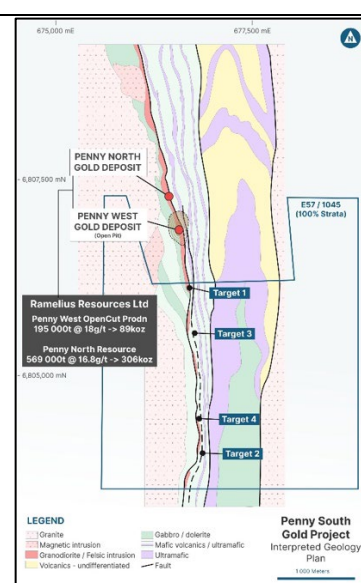 675,000 mE
677,500 mE
N
PENNY NORTH
GOLD DEPOSIT
6,807,500 mN
PENNY WEST
GOLD DEPOSIT
(Open Pit)
E57 / 1045
(100% Strata)
Ramelius Resources Ltd
Penny West OpenCut Prodn
195 000t @ 18g/t -> 89koz
Penny North Resource
569 000t @ 16.8g/t -> 306koz
Target 1
Target 3
6,805,000 mN
Target 4
Target 2
LEGEND
Granite
Magnetic intrusion
Granodiorite / Felsic intrusion
Volcanics - undifferentiated
Gabbro / dolerite
Mafic volcanics / ultramafic
Ultramafic
Fault
Penny South
Gold Project
Interpreted Geology
Plan
1 000 Meters